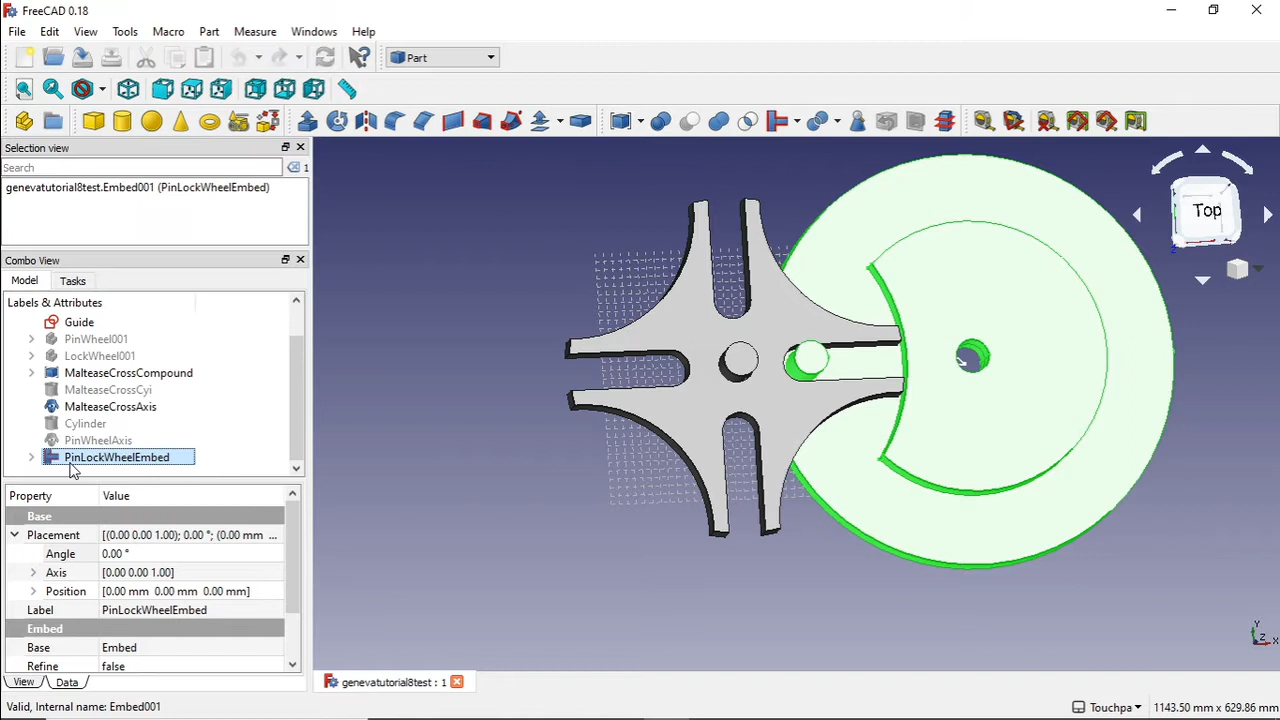 FreeCAD 0.18
File Edit View Tools Macro Part Measure Windows Help
Part
Selection view
Search
1
genevatutorial8test.Embed001 (PinLockWheelEmbed)
Combo View
Model Tasks
Labels & Attributes
Guide
PinWheel001
LockWheel001
MalteaseCrossCompound
MalteaseCrossCyi
MalteaseCrossAxis
Cylinder
PinWheelAxis
PinLockWheelEmbed
Property Value
Base
Placement [(0.00 0.00 1.00); 0.00 °; (0.00 mm ...
Angle 0.00 °
Axis [0.00 0.00 1.00]
Position [0.00 mm 0.00 mm 0.00 mm]
Label PinLockWheelEmbed
Embed
Base Embed
Refine false
View Data
Top
Y
Z
X
genevatutorial8test : 1
Valid, Internal name: Embed001
Touchpa
1143.50 mm x 629.86 mm